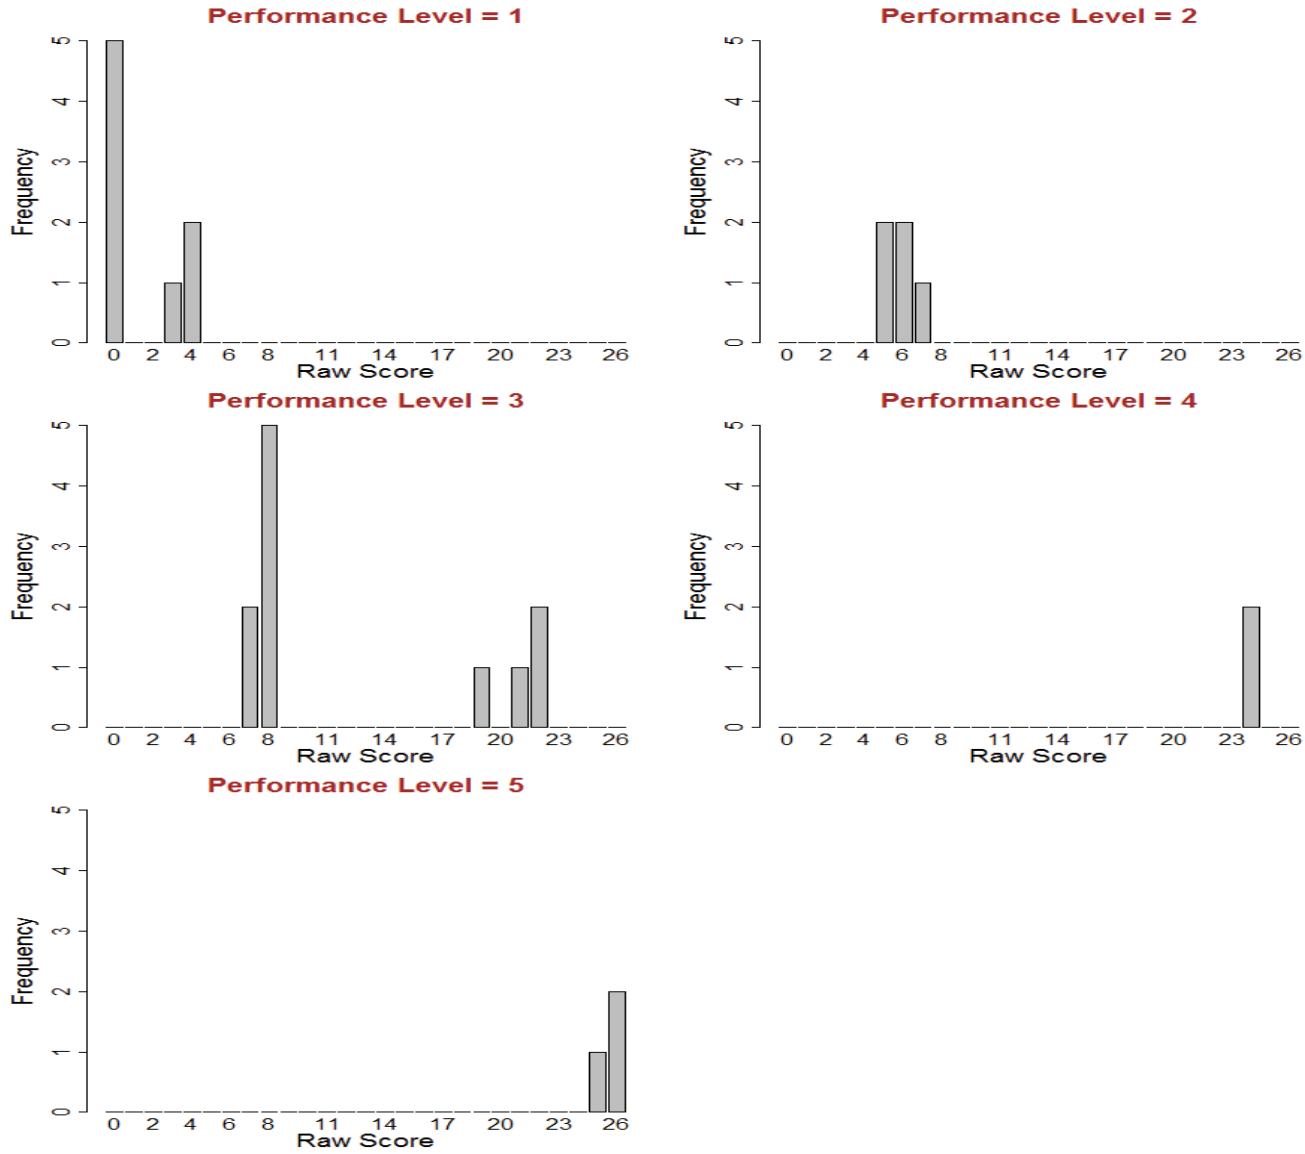 Performance Level = 1
Frequency
0 1 2 3 4 5
0 2 4 6 8 11 14 17 20 23 26
Raw Score
Performance Level = 2
Frequency
0 1 2 3 4 5
0 2 4 6 8 11 14 17 20 23 26
Raw Score
Performance Level = 3
Frequency
0 1 2 3 4 5
0 2 4 6 8 11 14 17 20 23 26
Raw Score
Performance Level = 4
Frequency
0 1 2 3 4 5
0 2 4 6 8 11 14 17 20 23 26
Raw Score
Performance Level = 5
Frequency
0 1 2 3 4 5
0 2 4 6 8 11 14 17 20 23 26
Raw Score